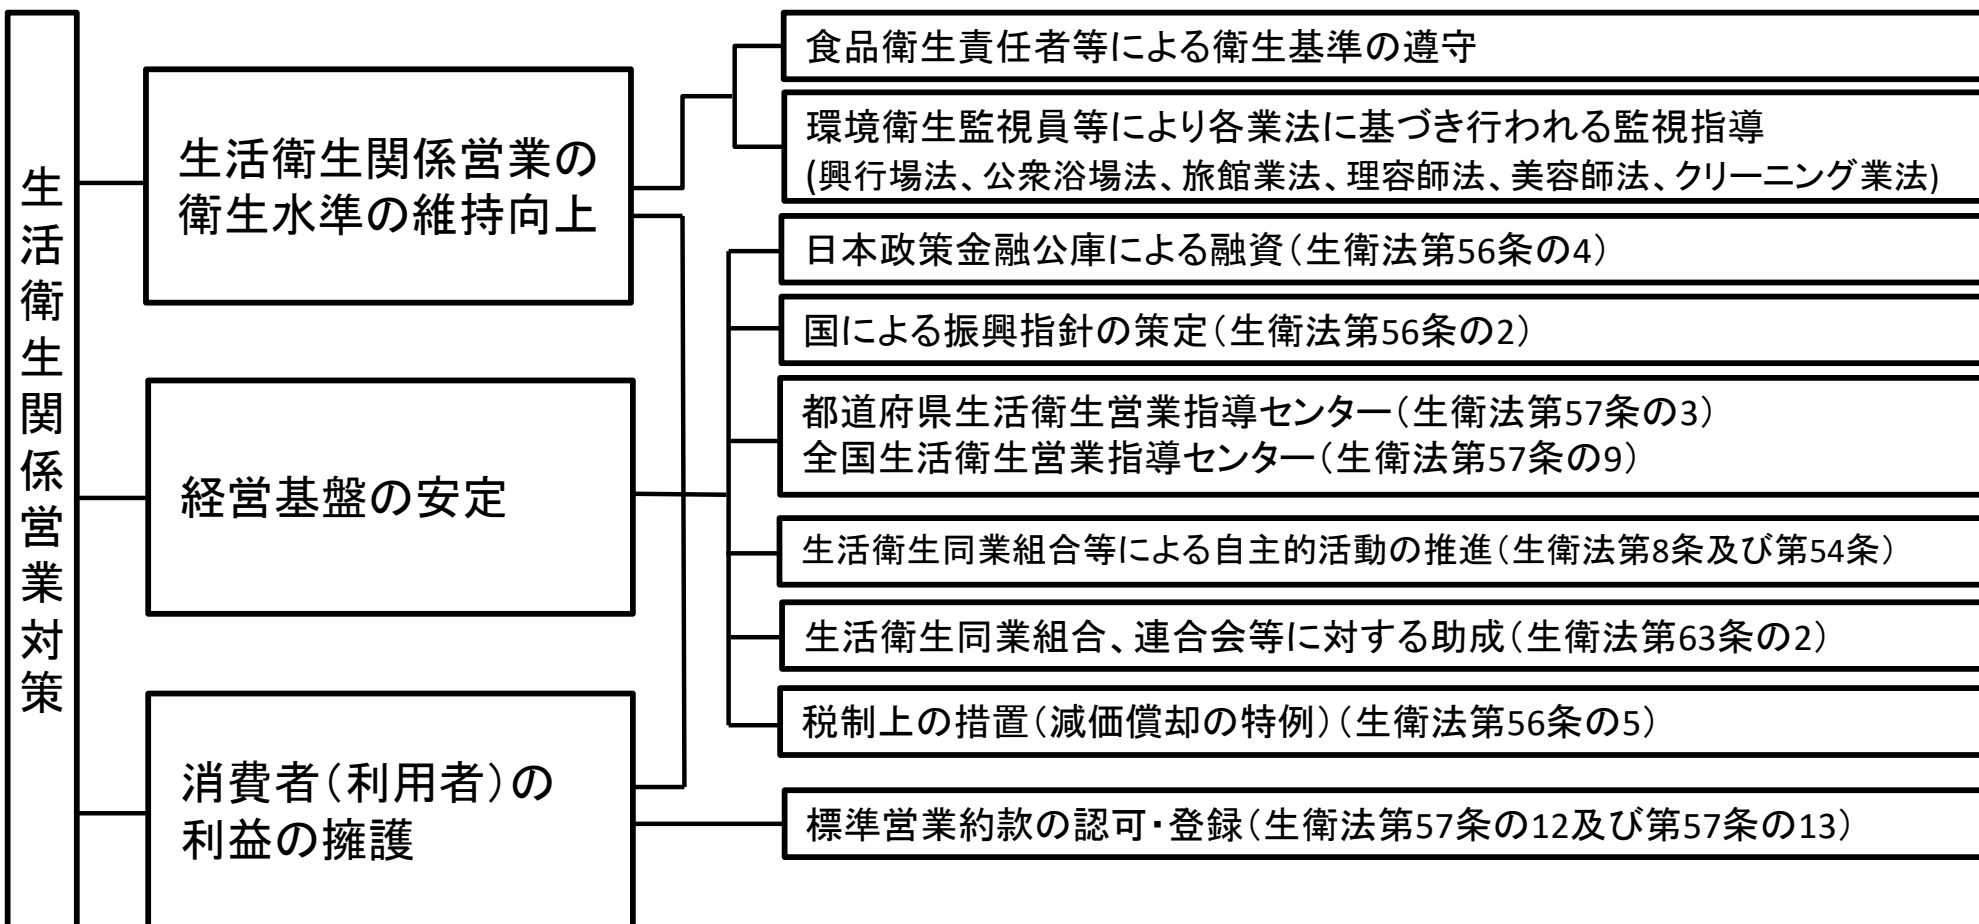 生活衛生関係営業対策
生活衛生関係営業の
衛生水準の維持向上
経営基盤の安定
消費者(利用者)の
利益の擁護
食品衛生責任者等による衛生基準の遵守
環境衛生監視員等により各業法に基づき行われる監視指導
(興行場法、公衆浴場法、旅館業法、理容師法、美容師法、クリーニング業法)
日本政策金融公庫による融資(生衛法第56条の4)
国による振興指針の策定(生衛法第56条の2)
都道府県生活衛生営業指導センター(生衛法第57条の3)
全国生活衛生営業指導センター(生衛法第57条の9)
生活衛生同業組合等による自主的活動の推進(生衛法第8条及び第54条)
生活衛生同業組合、連合会等に対する助成(生衛法第63条の2)
税制上の措置(減価償却の特例)(生衛法第56条の5)
標準営業約款の認可・登録(生衛法第57条の12及び第57条の13)